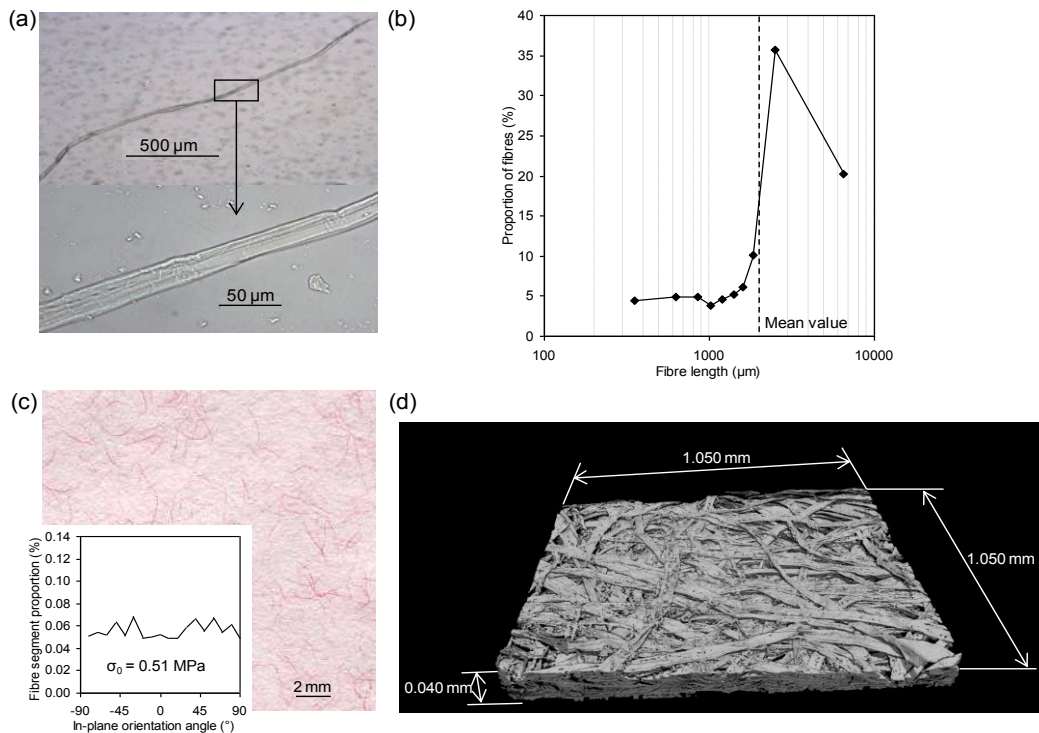 (a)
500 µm
50 µm
(b)
40
35
30
25
20
15
10
5
0
Proportion of fibres (%)
Mean value
100
1000
10000
Fibre length (µm)
(c)
0.14
0.12
0.10
0.08
0.06
0.04
0.02
0.00
Fibre segment proportion (%)
σ0 = 0.51 MPa
-90
-45
0
45
90
In-plane orientation angle (°)
2 mm
(d)
1.050 mm
1.050 mm
0.040 mm